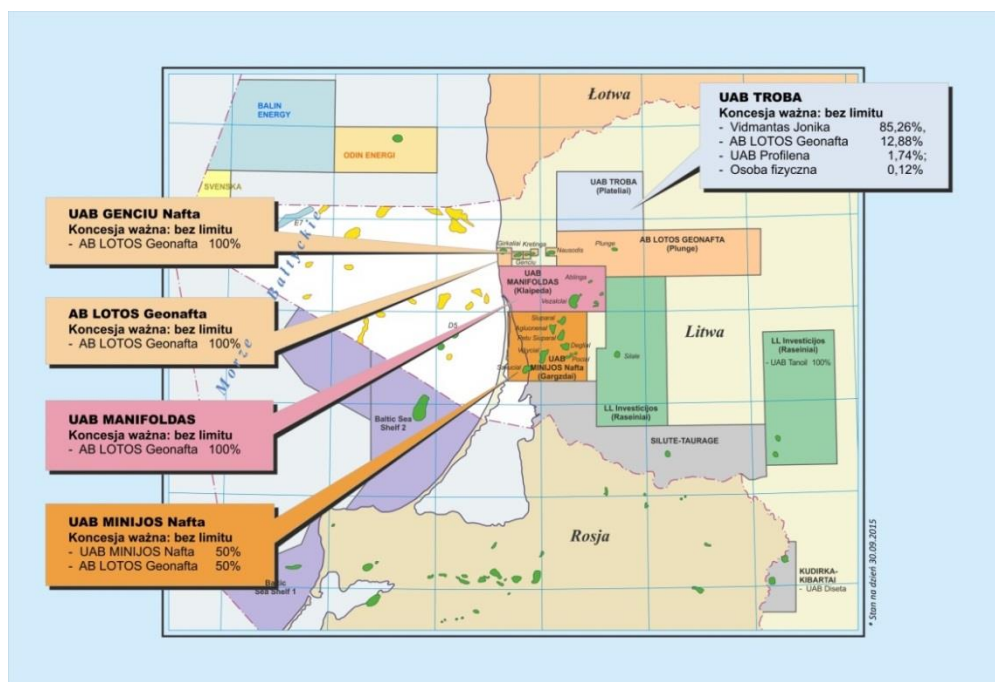 Łotwa
UAB TROBA
Koncesja ważna: bez limitu
- Vidmantas Jonika 85,26%,
- AB LOTOS Geonafta 12,88%
- UAB Profilena 1,74%;
- Osoba fizyczna 0,12%
BALIN
ENERGY
ODIN ENERGI
SVENSKA
E7
UAB TROBA
(Plateliai)
UAB GENCIU Nafta
Koncesja ważna: bez limitu
- AB LOTOS Geonafta 100%
Girkaliai
Kretinga
Nausodis
Genciu
Plunge
AB LOTOS GEONAFTA
(Plunge)
UAB
MANIFOLDAS
(Klaipeda)
Ablinga
Vezaiciai
Morze Bałtyckie
AB LOTOS Geonafta
Koncesja ważna: bez limitu
- AB LOTOS Geonafta 100%
D5
Siupariai
Degliai
Pociai
UAB
MINIJOS Nafta
(Gargzdai)
Silale
Litwa
LL Investicijos
(Raseiniai)
- UAB Tanoil: 100%
UAB MANIFOLDAS
Koncesja ważna: bez limitu
- AB LOTOS Geonafta 100%
Baltic Sea
Shelf 2
LL Investicijos
(Raseiniai)
SILUTE-TAURAGE
UAB MINIJOS Nafta
Koncesja ważna: bez limitu
- UAB MINIJOS Nafta 50%
- AB LOTOS Geonafta 50%
Rosja
Baltic
Sea Shelf 1
KUDIRKA-
KIBARTAI
- UAB Diseta
* Stan na dzień 30.09.2015